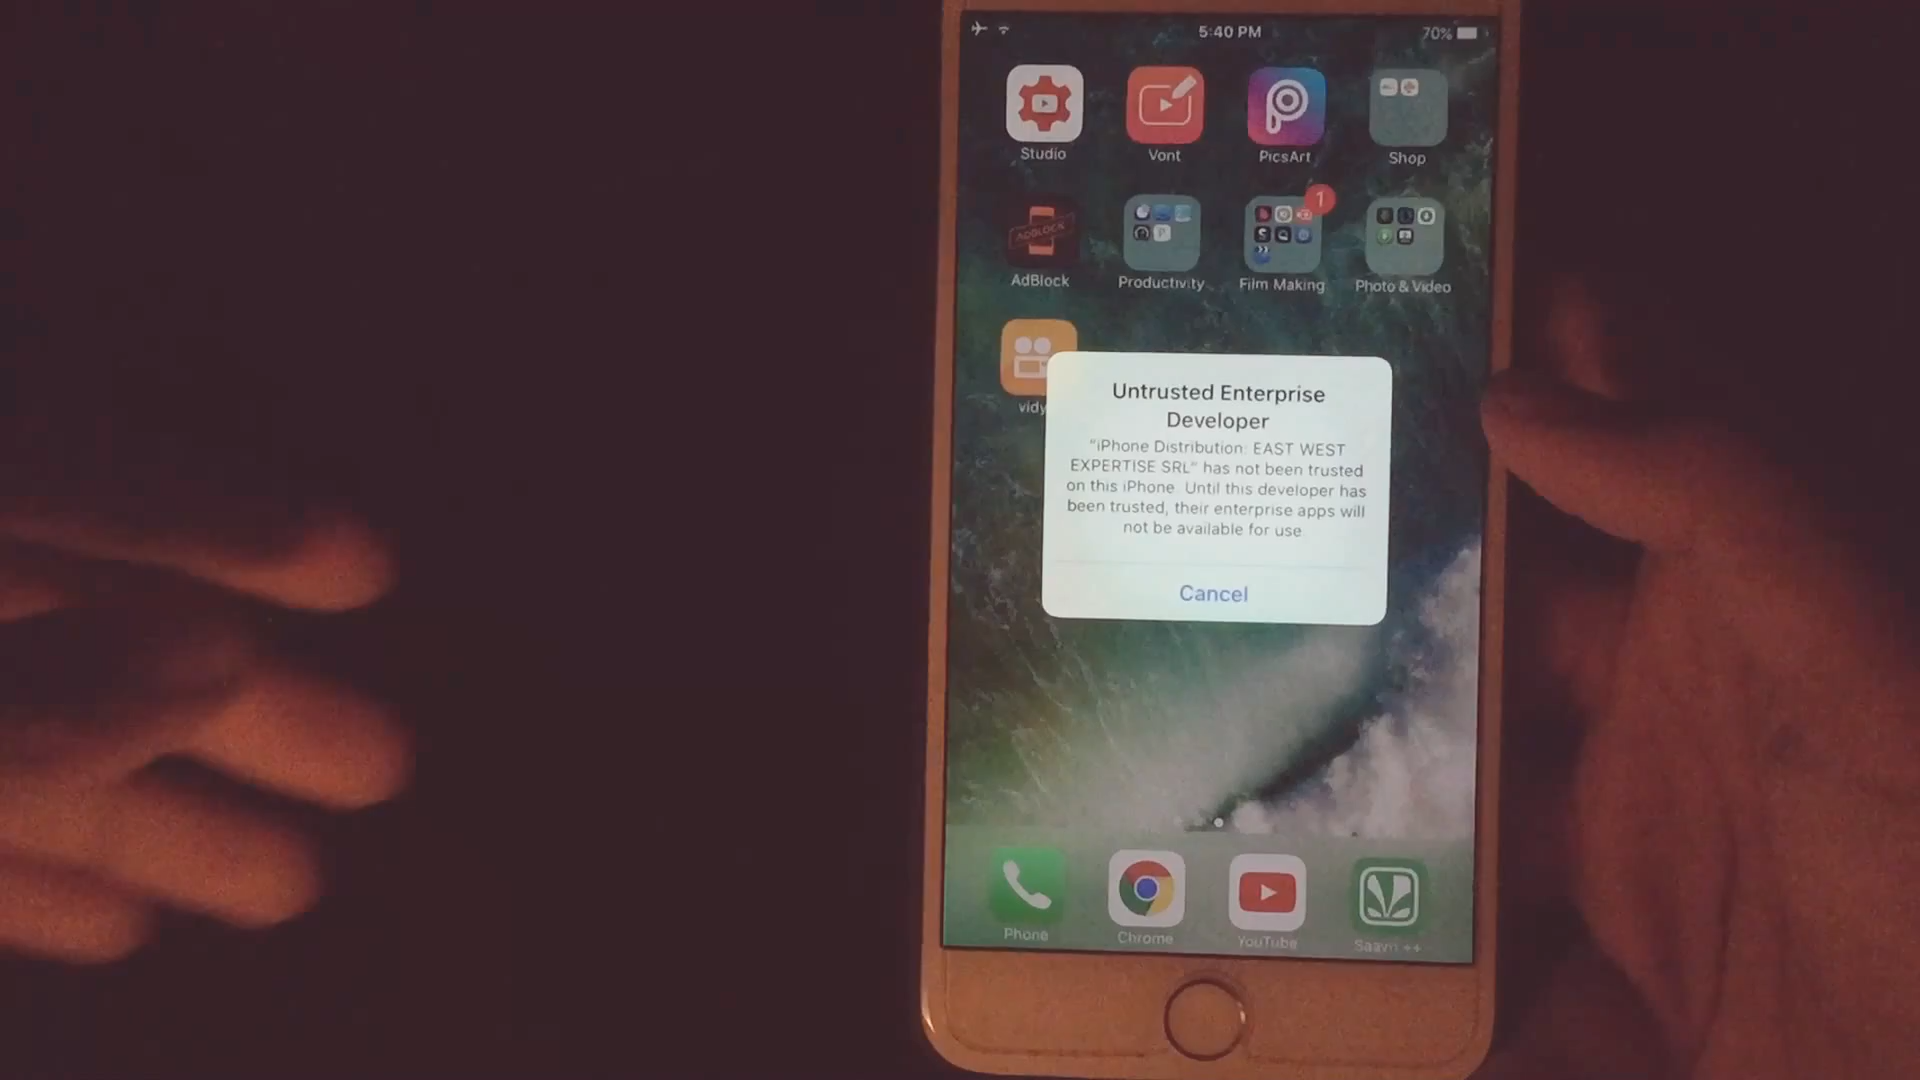 5:40 PM
70%
Studio
Vont
PicsArt
Shop
ADBLOCK
1
AdBlock
Productivity
Film Making
Photo & Video
vidy
Untrusted Enterprise
Developer
“iPhone Distribution: EAST WEST
EXPERTISE SRL” has not been trusted
on this iPhone. Until this developer has
been trusted, their enterprise apps will
not be available for use.
Cancel
Phone
Chrome
YouTube
Saavn ++